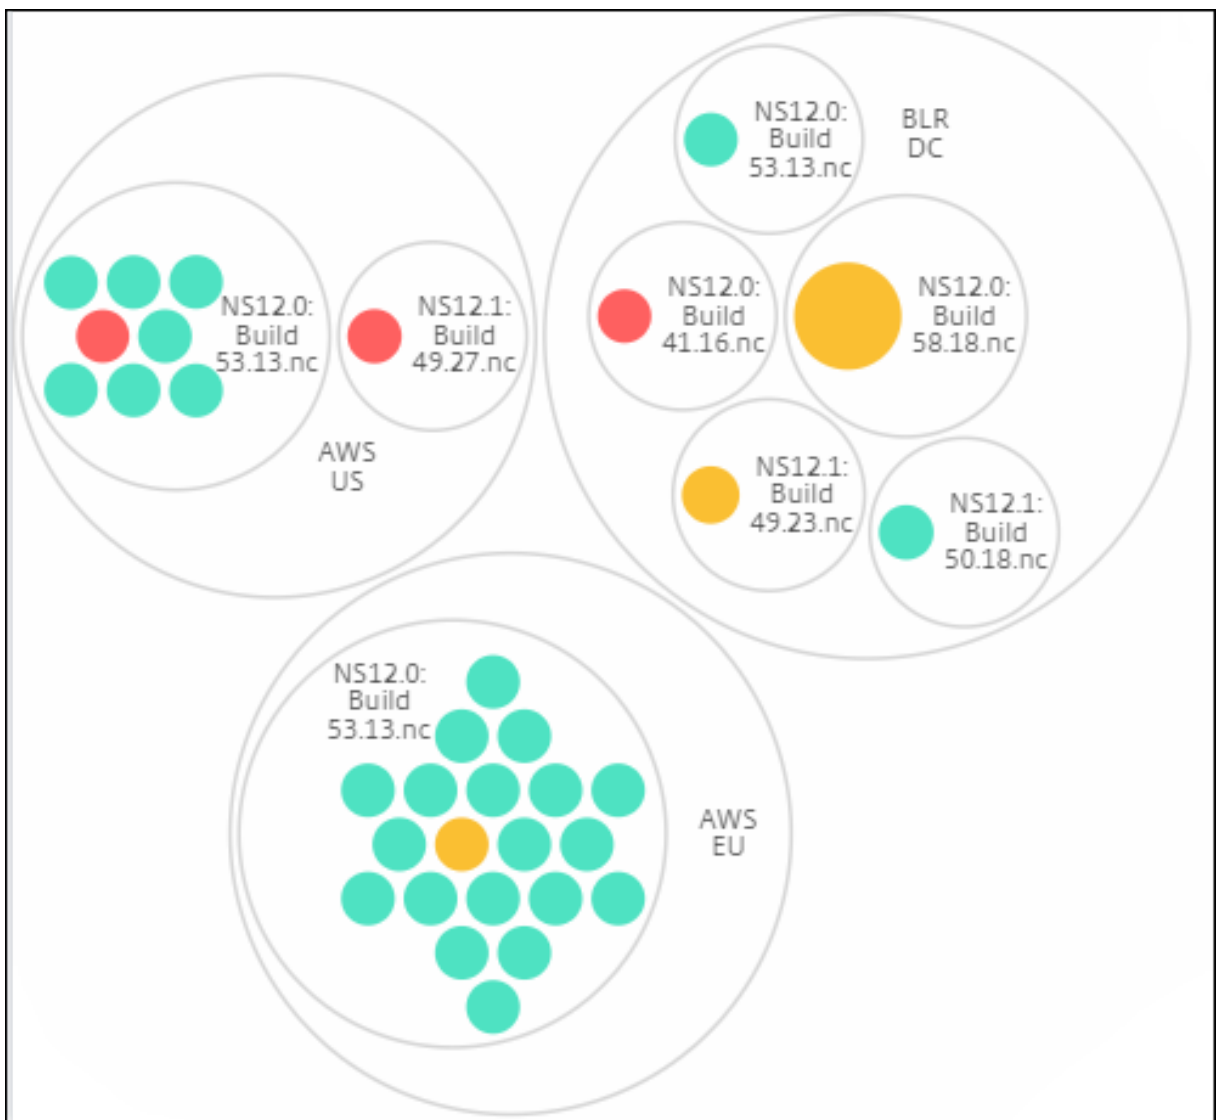 NS12.0:
Build
53.13.nc
BLR
DC
NS12.0:
Build
53.13.nc
NS12.1:
Build
49.27.nc
AWS
US
NS12.0:
Build
41.16.nc
NS12.0:
Build
58.18.nc
NS12.1:
Build
49.23.nc
NS12.1:
Build
50.18.nc
NS12.0:
Build
53.13.nc
AWS
EU